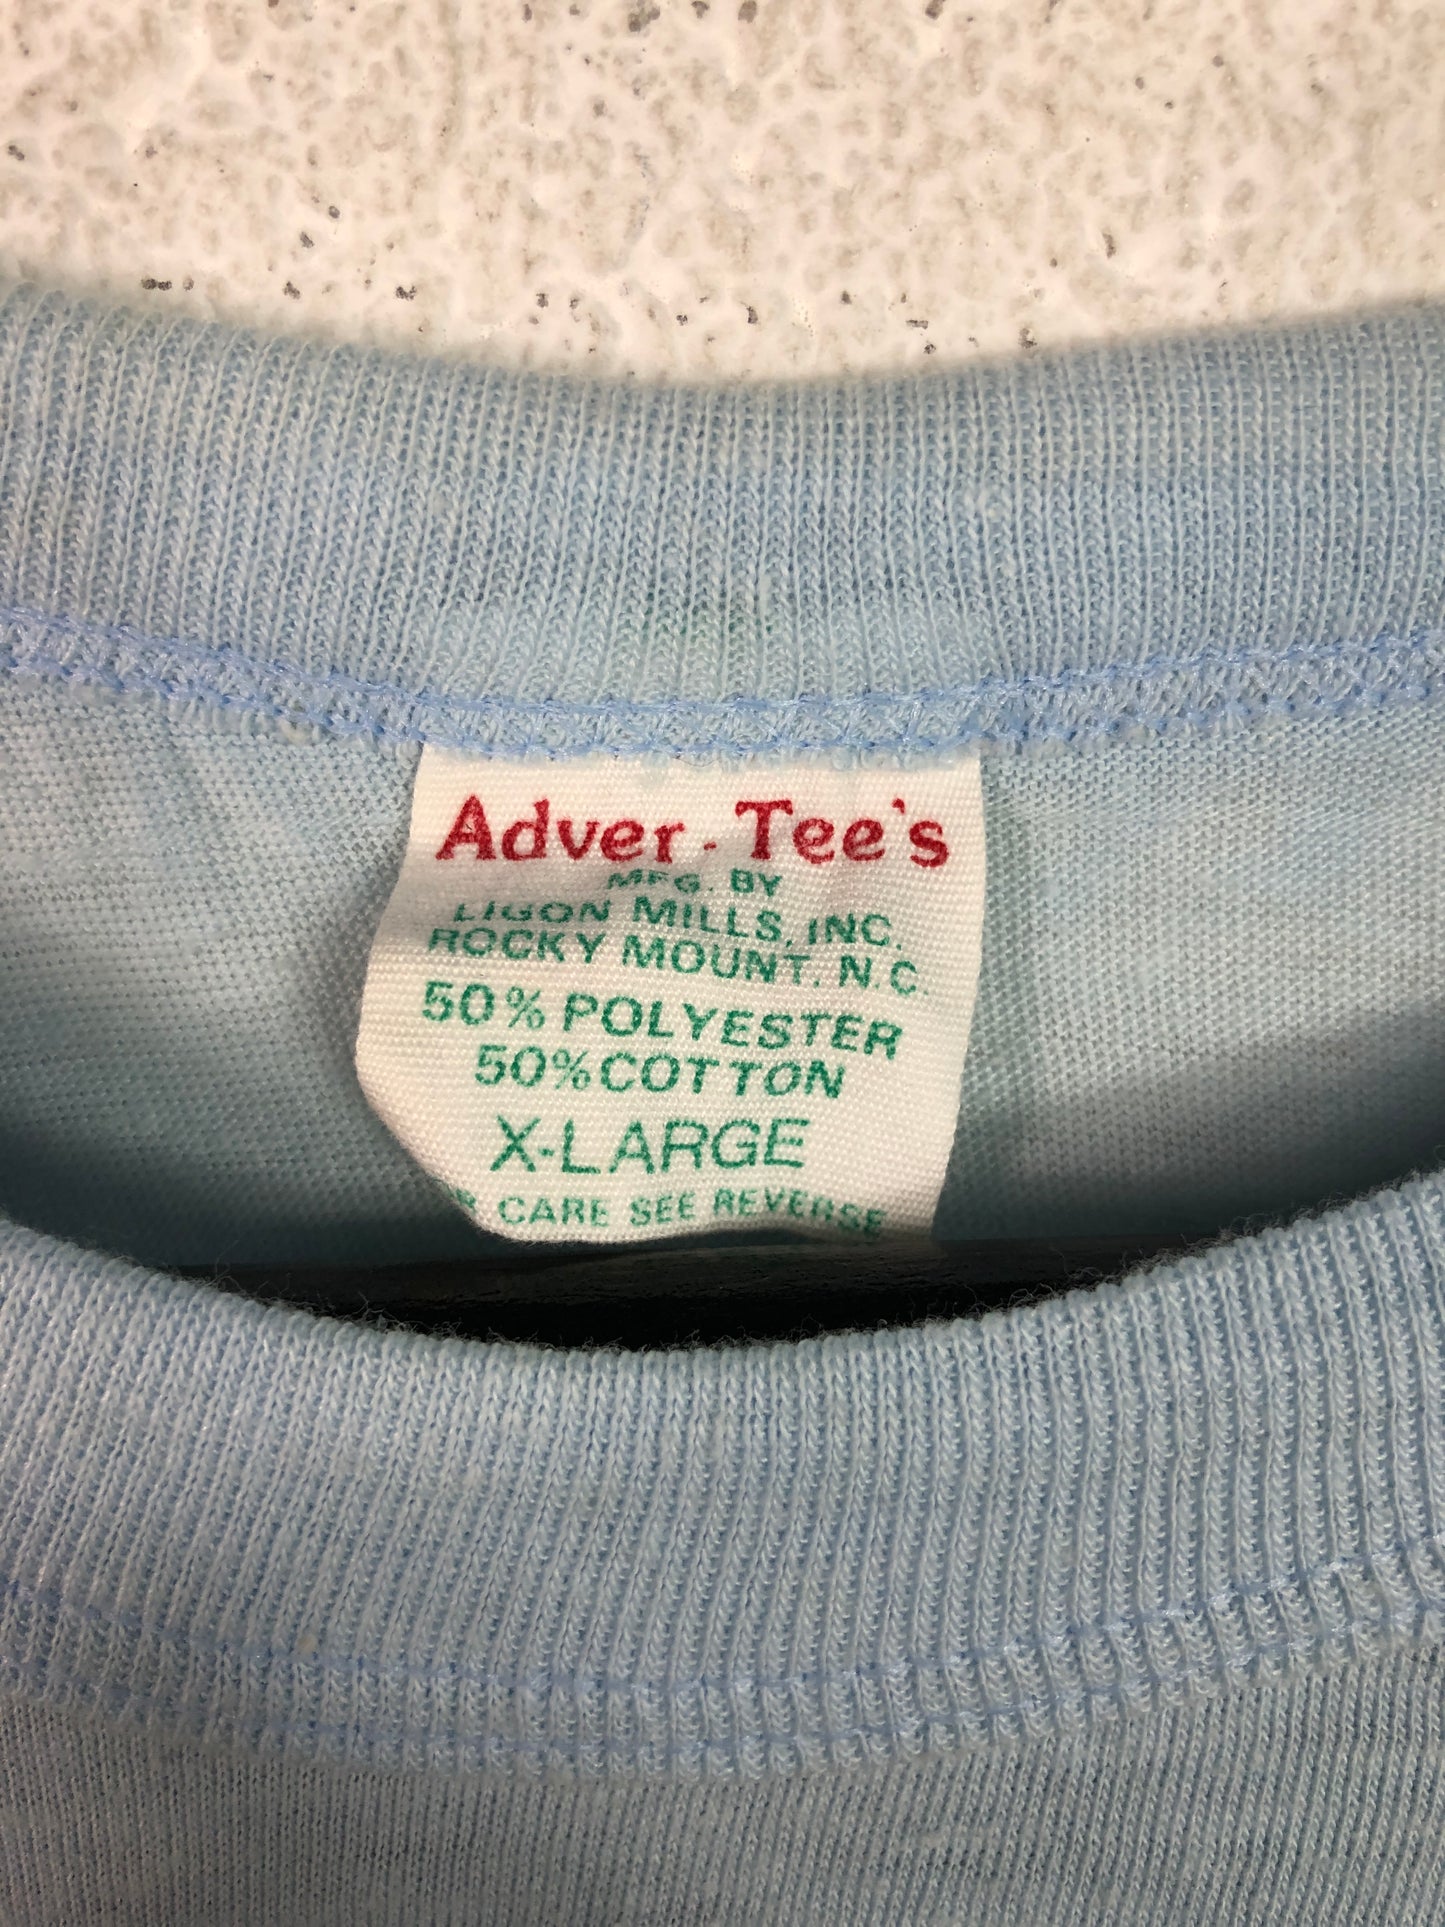 Adver-Tee's
MFG. BY
LIGON MILLS, INC.
ROCKY MOUNT, N.C.
50% POLYESTER
50% COTTON
X-LARGE
CARE SEE REVERSE